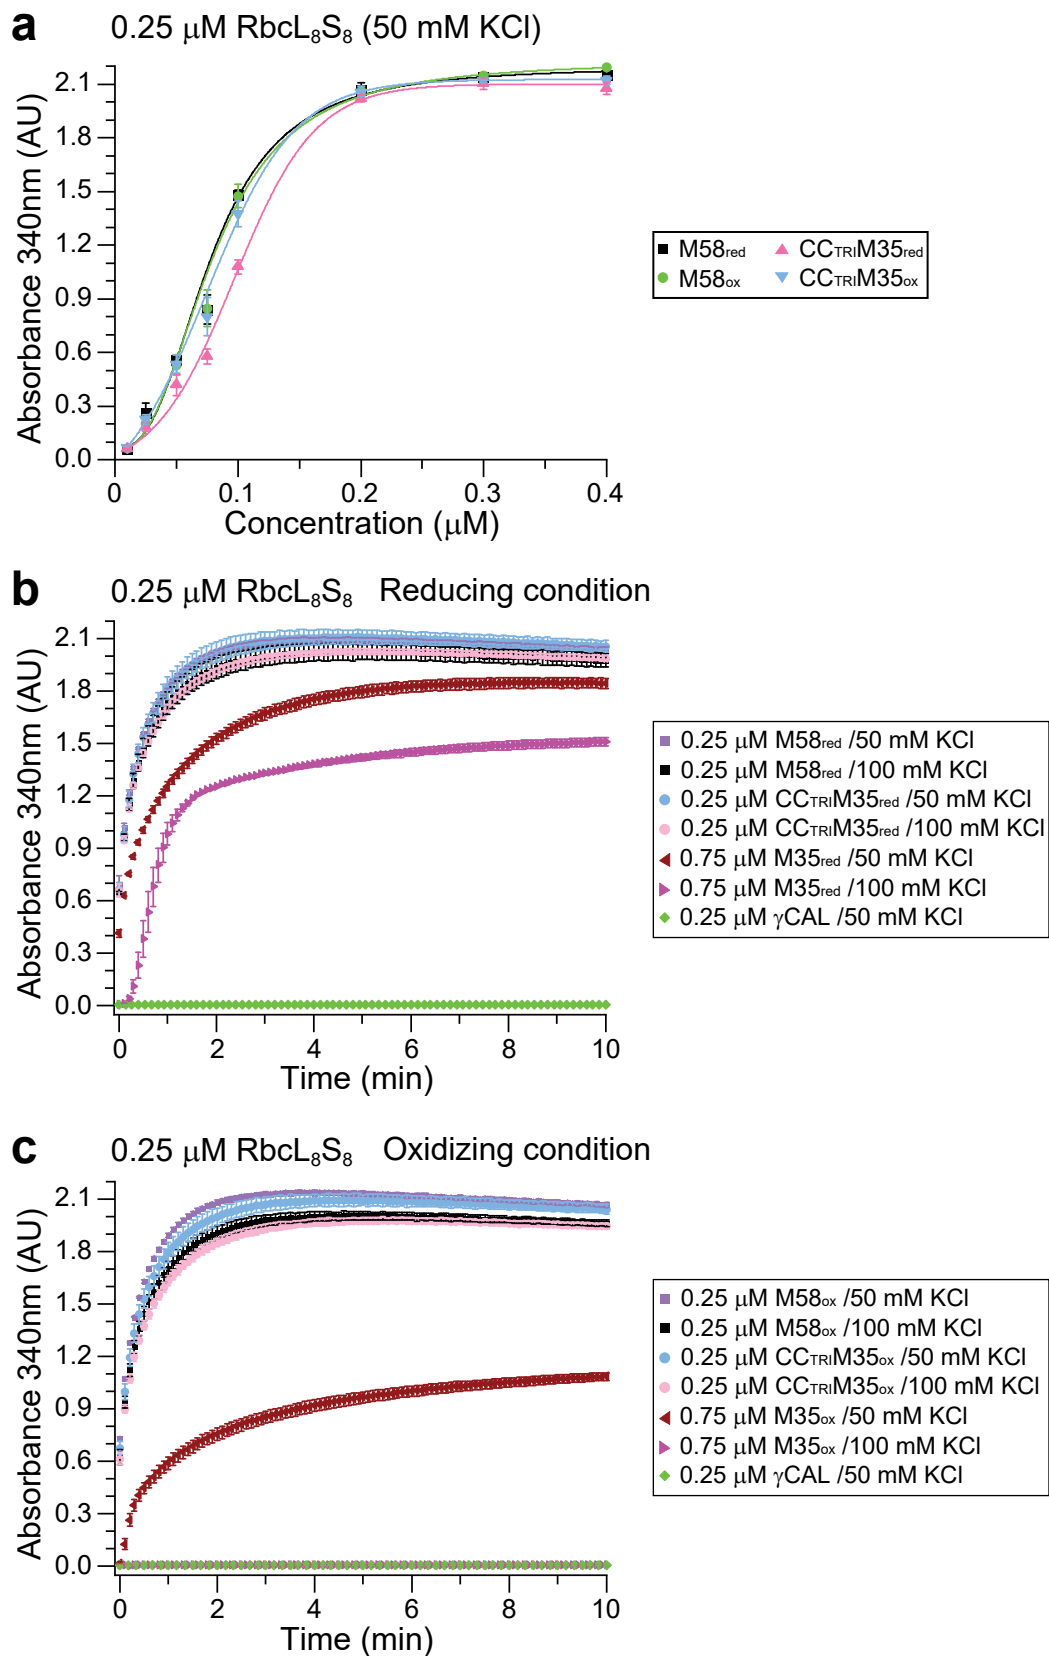 a 0.25 μM RbcL₈S₈ (50 mM KCl)
Absorbance 340nm (AU)
2.1
1.8
1.5
1.2
0.9
0.6
0.3
0.0
0 0.1 0.2 0.3 0.4
Concentration (μM)
M58red CCTRIM35red
M58ox CCTRIM35ox
b 0.25 μM RbcL₈S₈ Reducing condition
Absorbance 340nm (AU)
2.1
1.8
1.5
1.2
0.9
0.6
0.3
0.0
0 2 4 6 8 10
Time (min)
0.25 μM M58red /50 mM KCl
0.25 μM M58red /100 mM KCl
0.25 μM CCTRIM35red /50 mM KCl
0.25 μM CCTRIM35red /100 mM KCl
0.75 μM M35red /50 mM KCl
0.75 μM M35red /100 mM KCl
0.25 μM γCAL /50 mM KCl
c 0.25 μM RbcL₈S₈ Oxidizing condition
Absorbance 340nm (AU)
2.1
1.8
1.5
1.2
0.9
0.6
0.3
0.0
0 2 4 6 8 10
Time (min)
0.25 μM M58ox /50 mM KCl
0.25 μM M58ox /100 mM KCl
0.25 μM CCTRIM35ox /50 mM KCl
0.25 μM CCTRIM35ox /100 mM KCl
0.75 μM M35ox /50 mM KCl
0.75 μM M35ox /100 mM KCl
0.25 μM γCAL /50 mM KCl